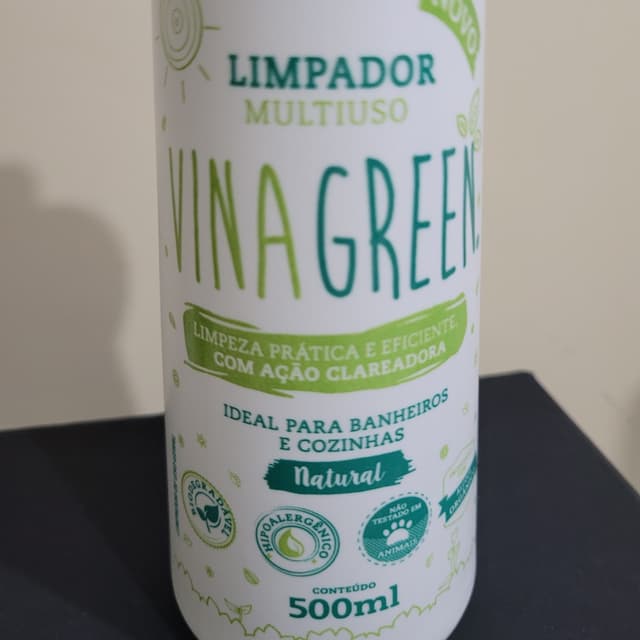 NOVO
LIMPADOR
MULTIUSO
VINAGREEN
LIMPEZA PRÁTICA E EFICIENTE,
COM AÇÃO CLAREADORA
IDEAL PARA BANHEIROS
E COZINHAS
Natural
HIPOALERGÊNICO
NÃO
TESTADO EM
ANIMAIS
CONTEÚDO
500ml